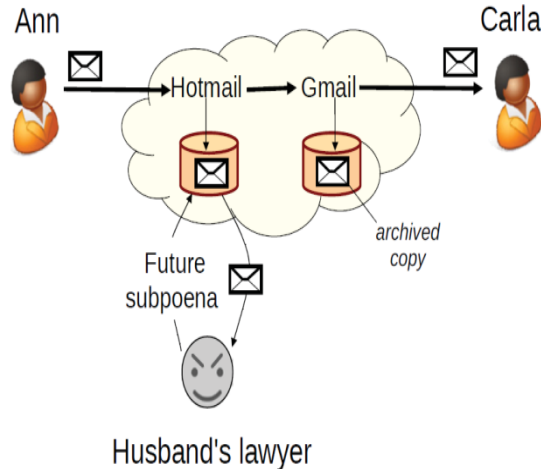 Ann
Carla
Hotmail
Gmail
archived
copy
Future
subpoena
Husband's lawyer